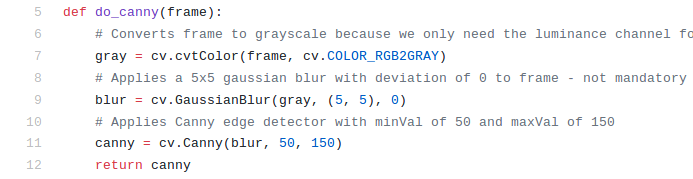 5 def do_canny(frame):
6 # Converts frame to grayscale because we only need the luminance channel fo
7 gray = cv.cvtColor(frame, cv.COLOR_RGB2GRAY)
8 # Applies a 5x5 gaussian blur with deviation of 0 to frame - not mandatory
9 blur = cv.GaussianBlur(gray, (5, 5), 0)
10 # Applies Canny edge detector with minVal of 50 and maxVal of 150
11 canny = cv.Canny(blur, 50, 150)
12 return canny